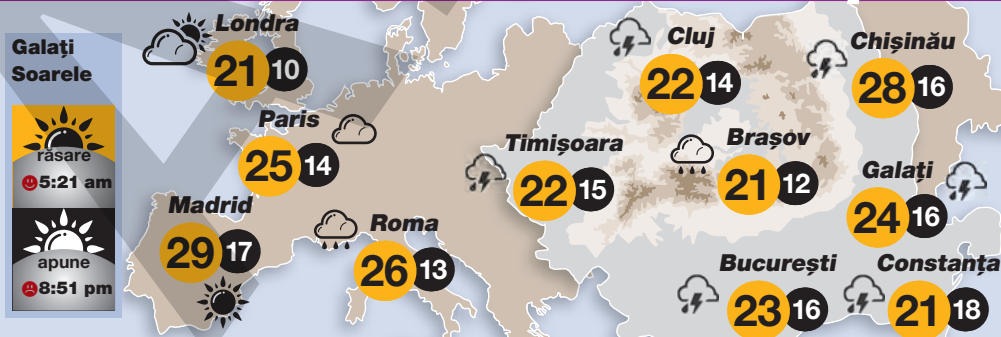 Galați
Soarele
răsare
5:21 am
apune
8:51 pm
Londra
21 10
Paris
25 14
Madrid
29 17
Roma
26 13
Timișoara
22 15
Cluj
22 14
Brașov
21 12
Chișinău
28 16
Galați
24 16
București
23 16
Constanța
21 18